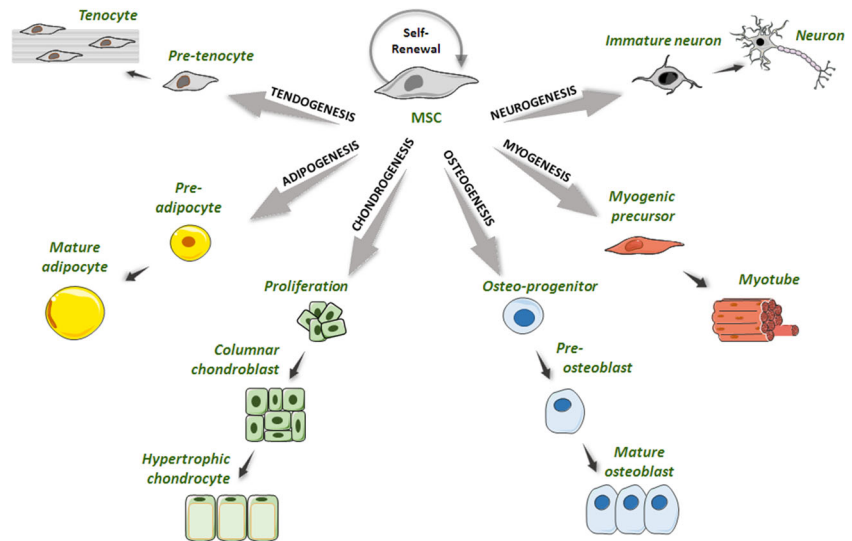 Tenocyte
Pre-tenocyte
Self-
Renewal
MSC
Immature neuron
Neuron
TENDOGENESIS
NEUROGENESIS
ADIPOGENESIS
CHONDROGENESIS
OSTEOGENESIS
MYOGENESIS
Pre-
adipocyte
Mature
adipocyte
Myogenic
precursor
Myotube
Proliferation
Columnar
chondroblast
Hypertrophic
chondrocyte
Osteo-progenitor
Pre-
osteoblast
Mature
osteoblast